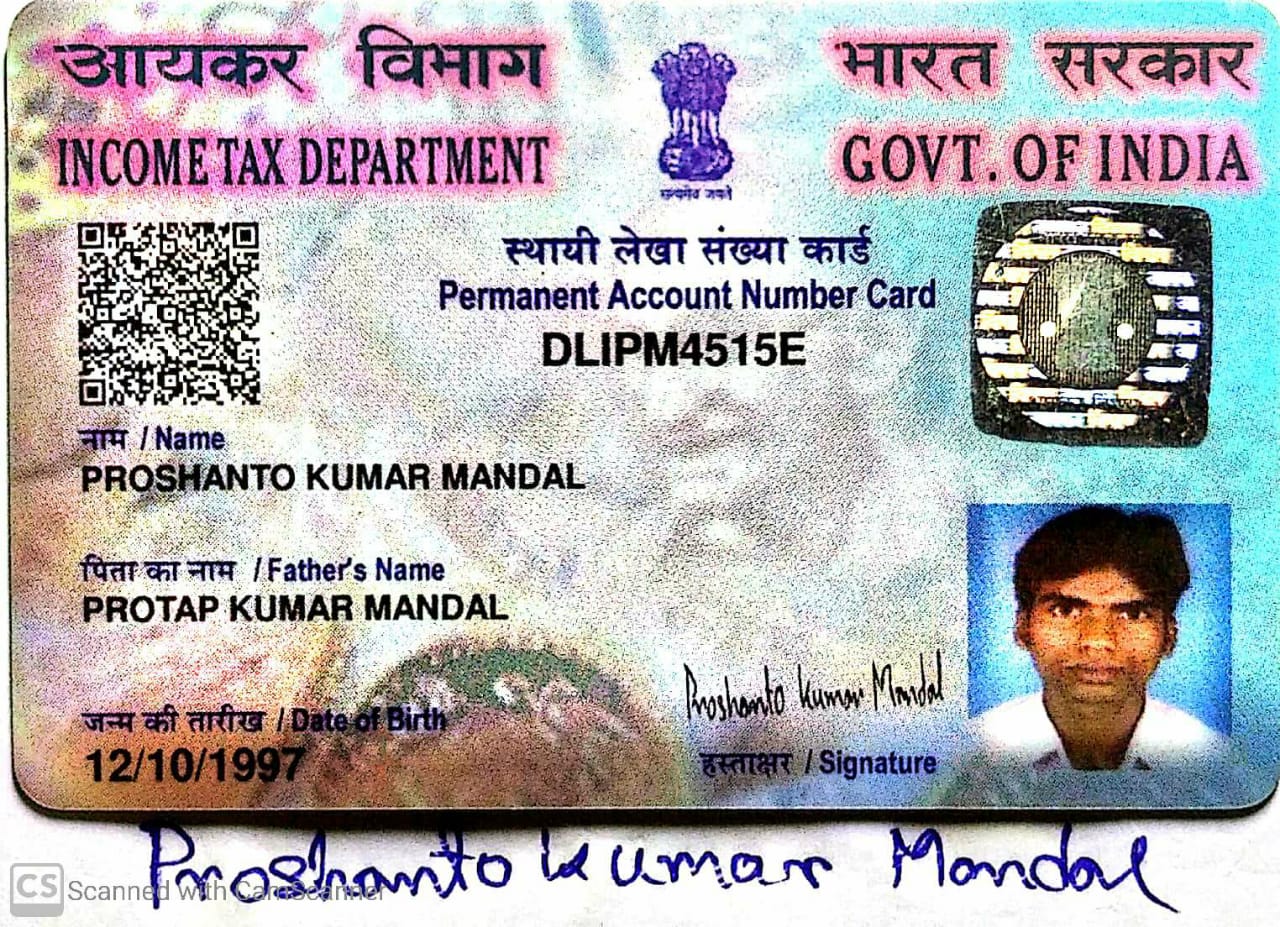 आयकर विभाग
INCOME TAX DEPARTMENT
भारत सरकार
GOVT. OF INDIA
सत्यमेव जयते
स्थायी लेखा संख्या कार्ड
Permanent Account Number Card
DLIPM4515E
नाम / Name
PROSHANTO KUMAR MANDAL
पिता का नाम / Father's Name
PROTAP KUMAR MANDAL
जन्म की तारीख / Date of Birth
12/10/1997
Proshanto Kumar Mandal
हस्ताक्षर / Signature
Proshanto Kumar Mandal
CS Scanned with CamScanner